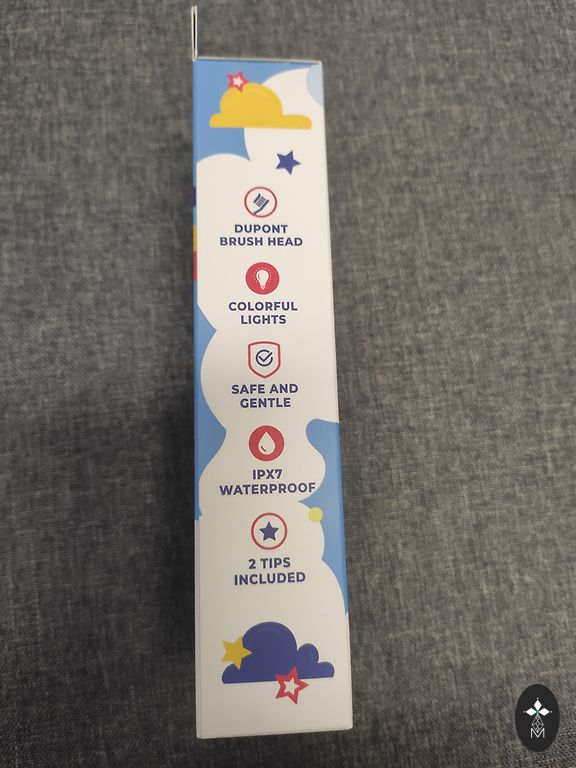 DUPONT
BRUSH HEAD
COLORFUL
LIGHTS
SAFE AND
GENTLE
IPX7
WATERPROOF
2 TIPS
INCLUDED
M